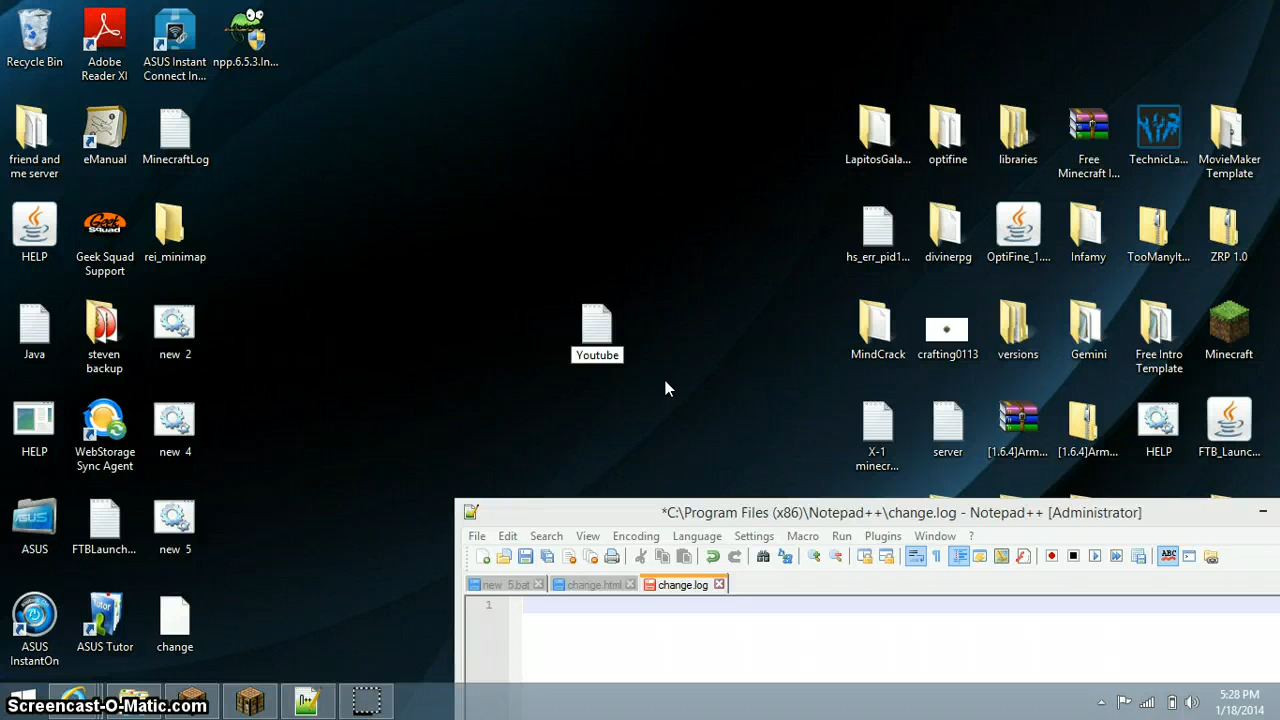 Recycle Bin
Adobe
Reader XI
ASUS Instant
Connect In...
npp.6.5.3.In...
friend and
me server
eManual
MinecraftLog
LapitosGala...
optifine
libraries
Free
Minecraft I...
TechnicLa...
MovieMaker
Template
HELP
Geek Squad
Geek Squad
Support
rei_minimap
hs_err_pid1...
divinerpg
OptiFine_1....
Infamy
TooManyIt...
ZRP 1.0
Java
steven
backup
new 2
Youtube
MindCrack
crafting0113
versions
Gemini
Free Intro
Template
Minecraft
HELP
WebStorage
Sync Agent
new 4
X-1
minecr...
server
[1.6.4]Arm...
[1.6.4]Arm...
HELP
FTB_Launc...
ASUS
ASUS
FTBLaunch...
new 5
*C:\Program Files (x86)\Notepad++\change.log - Notepad++ [Administrator]
File Edit Search View Encoding Language Settings Macro Run Plugins Window ?
ABC
new 5.bat change.html change.log
1
ASUS
InstantOn
Tutor
ASUS Tutor
change
Screencast-O-Matic.com
5:28 PM
1/18/2014